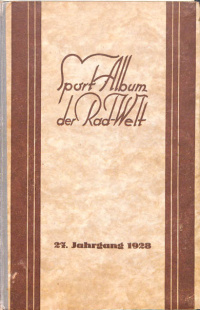 Sport Album
der Rad-Welt
27. Jahrgang 1928